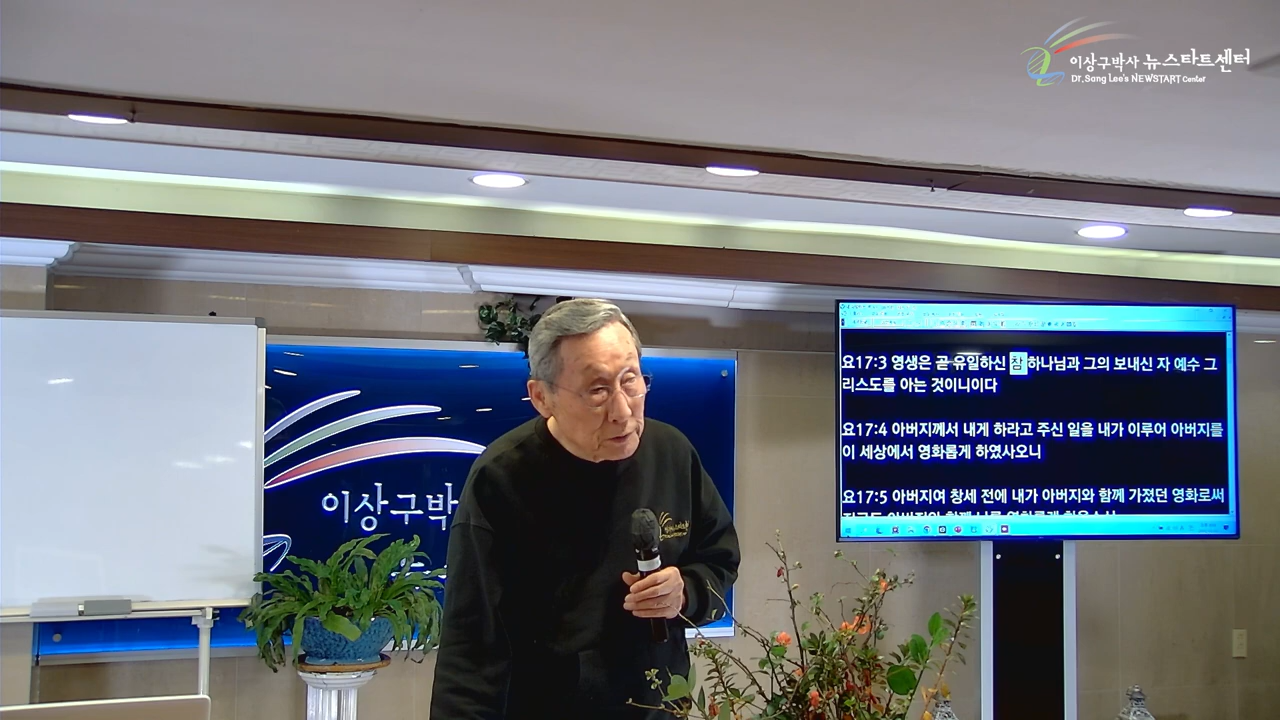 이상구박사 뉴스타트센터
Dr. Sang Lee's NEWSTART Center
요17:3 영생은 곧 유일하신 참 하나님과 그의 보내신 자 예수 그
리스도를 아는 것이니이다
요17:4 아버지께서 내게 하라고 주신 일을 내가 이루어 아버지를
이 세상에서 영화롭게 하였사오니
요17:5 아버지여 창세 전에 내가 아버지와 함께 가졌던 영화로써
이상구박